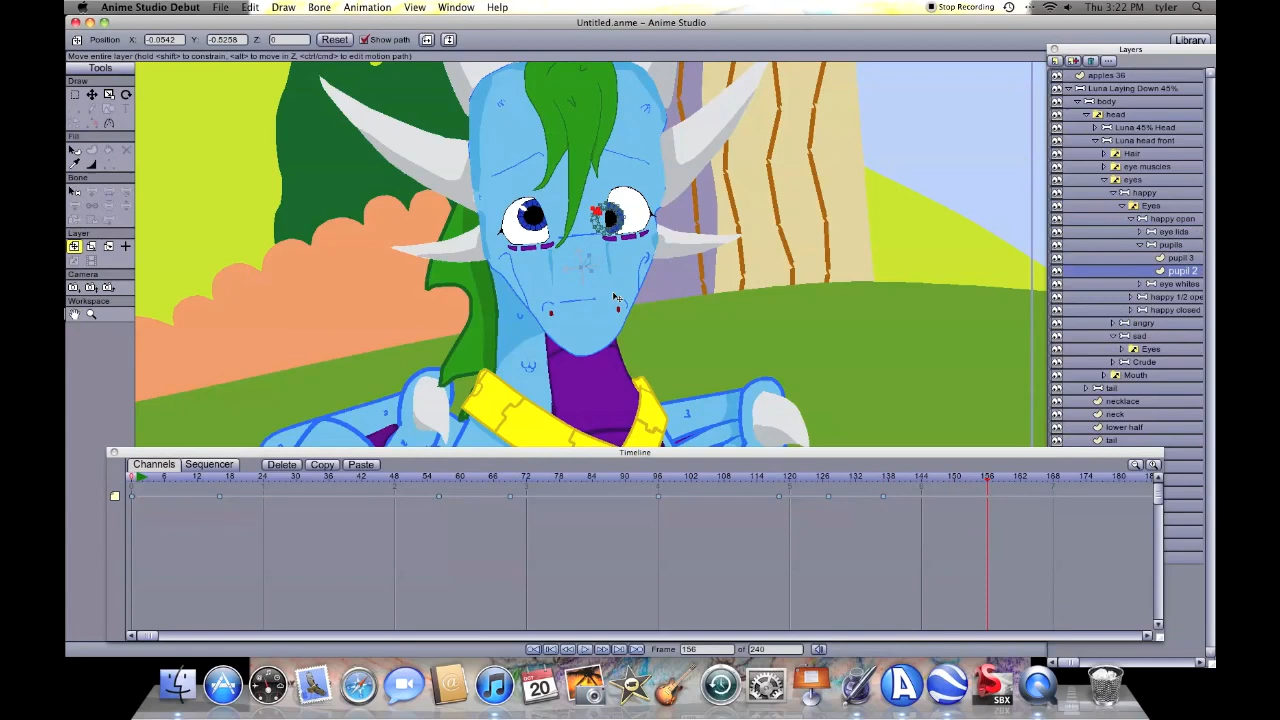 Anime Studio Debut File Edit Draw Bone Animation View Window Help Stop Recording Thu 3:22 PM tyler
Untitled.anme – Anime Studio
Position X: -0.0542 Y: -0.5258 Z: 0 Reset Show path Library
Move entire layer (hold <shift> to constrain, <alt> to move in Z, <ctrl/cmd> to edit motion path)
Layers
Tools
Draw
Fill
Bone
Layer
Camera
Workspace
apples 36
Luna Laying Down 45%
body
head
Luna 45% Head
Luna head front
Hair
eye muscles
eyes
happy
Eyes
happy open
eye lids
pupils
pupil 3
pupil 2
eye whites
happy 1/2 ope
happy closed
angry
sad
Eyes
Crude
Mouth
tail
necklace
neck
lower half
tail
Timeline
Channels Sequencer Delete Copy Paste
0 6 12 18 24 30 36 42 48 54 60 66 72 78 84 90 96 102 108 114 120 126 132 138 144 150 156 162 168 174 180 18
Frame 156 of 240
OCT 20
SBX